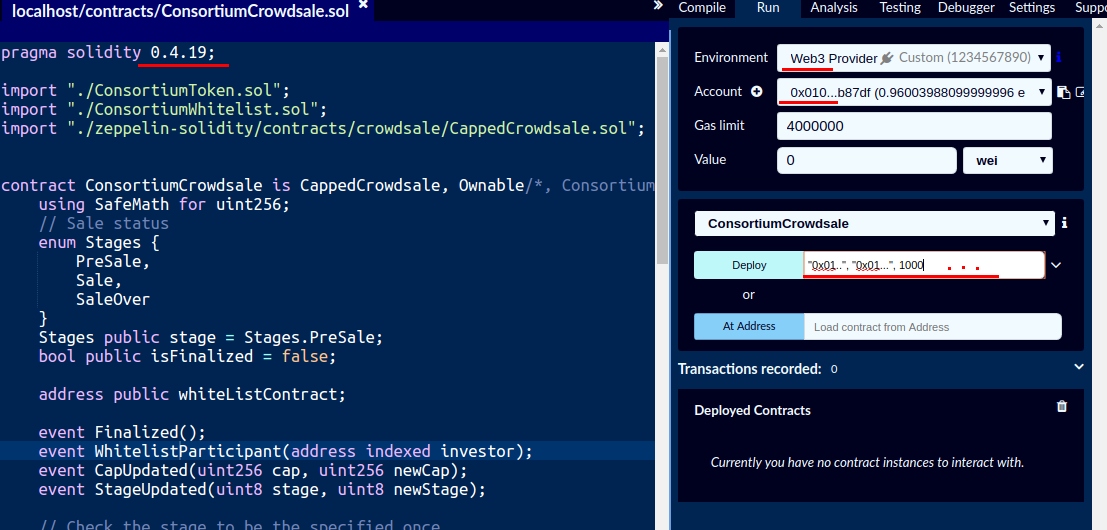 localhost/contracts/ConsortiumCrowdsale.sol x »
pragma solidity 0.4.19;
import "./ConsortiumToken.sol";
import "./ConsortiumWhitelist.sol";
import "./zeppelin-solidity/contracts/crowdsale/CappedCrowdsale.sol";
contract ConsortiumCrowdsale is CappedCrowdsale, Ownable/*, Consortium
using SafeMath for uint256;
// Sale status
enum Stages {
PreSale,
Sale,
SaleOver
}
Stages public stage = Stages.PreSale;
bool public isFinalized = false;
address public whiteListContract;
event Finalized();
event WhitelistParticipant(address indexed investor);
event CapUpdated(uint256 cap, uint256 newCap);
event StageUpdated(uint8 stage, uint8 newStage);
// Check the stage to be the specified once
Compile Run Analysis Testing Debugger Settings Suppo
Environment Web3 Provider Custom (1234567890) i
Account 0x010...b87df (0.96003988099999996 e
Gas limit 4000000
Value 0 wei
ConsortiumCrowdsale i
Deploy "0x01..", "0x01...", 1000 . . .
or
At Address Load contract from Address
Transactions recorded: 0
Deployed Contracts
Currently you have no contract instances to interact with.